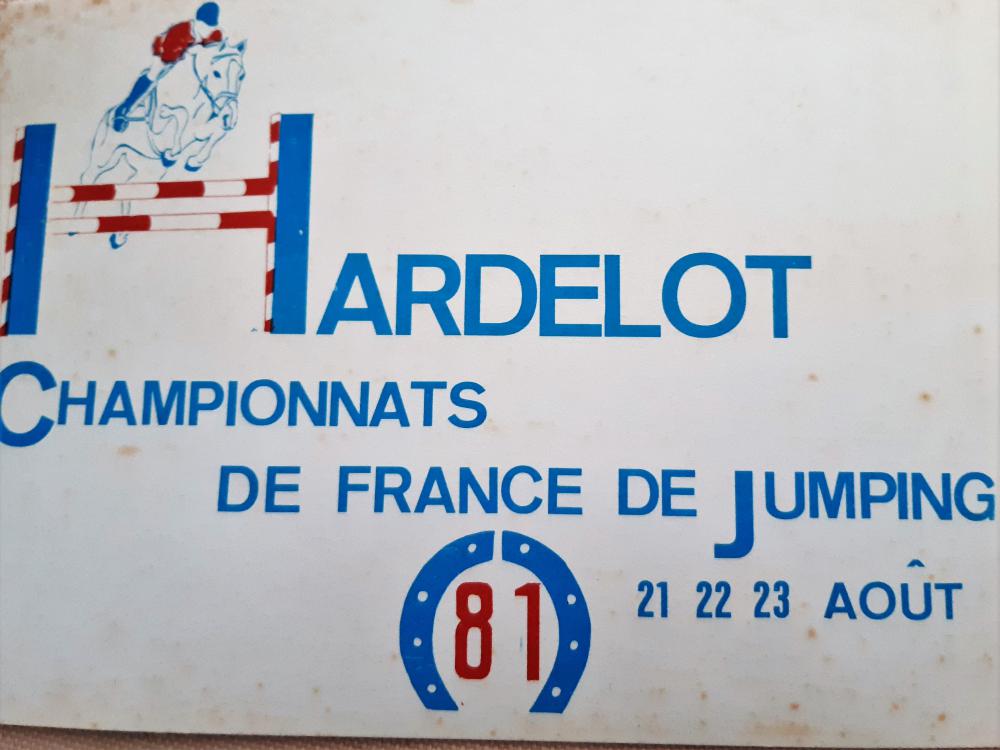 HARDELOT
CHAMPIONNATS
DE FRANCE DE JUMPING
81
21 22 23 AOÛT